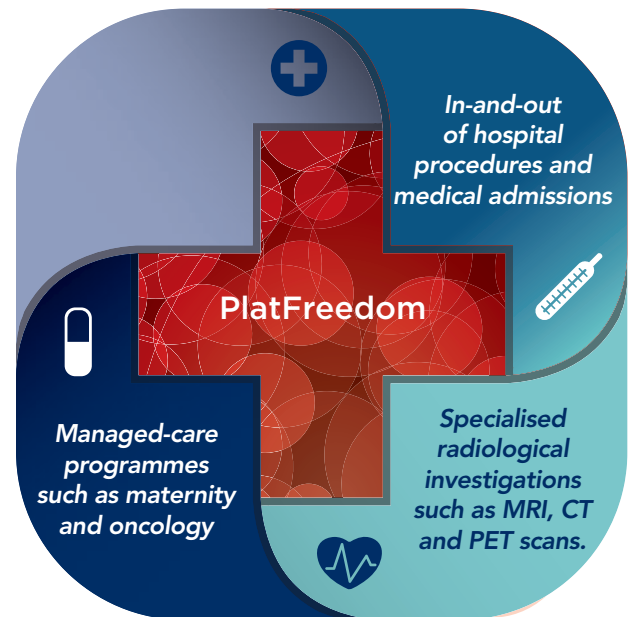 In-and-out
of hospital
procedures and
medical admissions
PlatFreedom
Managed-care
programmes
such as maternity
and oncology
Specialised
radiological
investigations
such as MRI, CT
and PET scans.